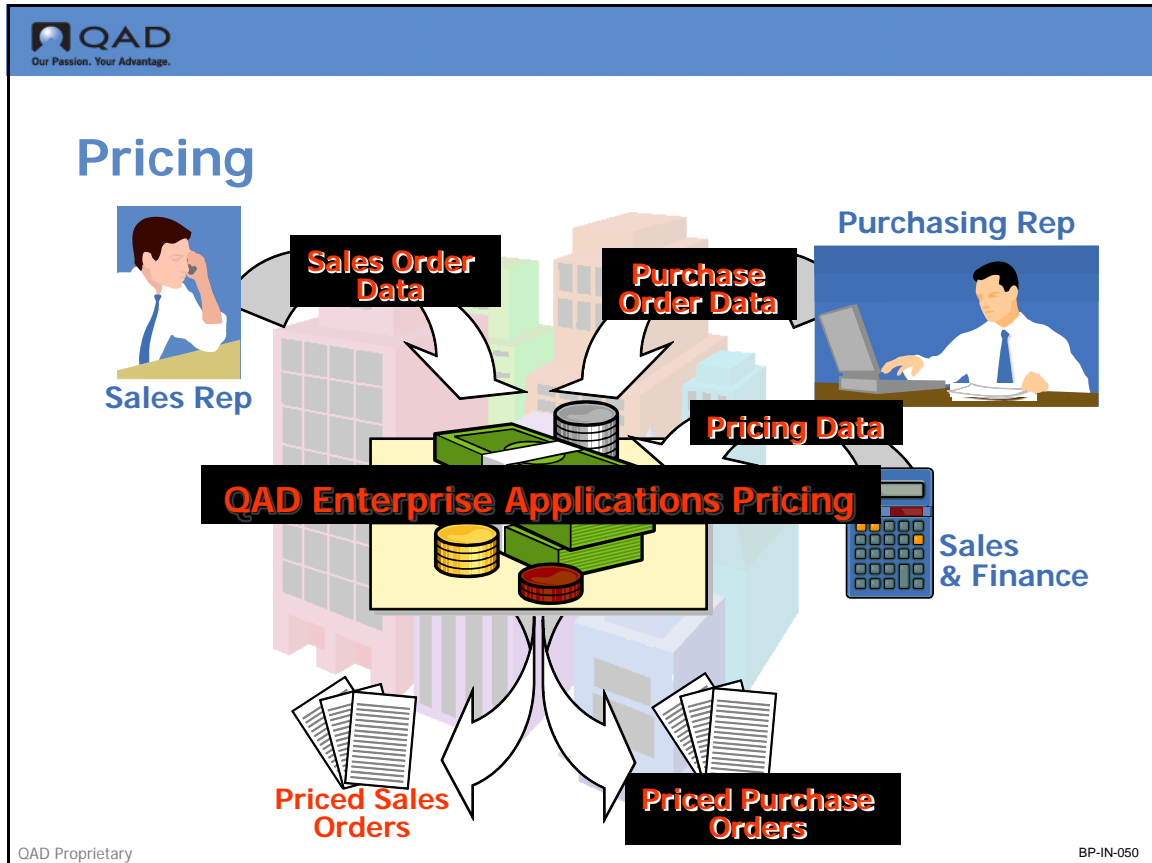 QAD
Our Passion. Your Advantage.
Pricing
Purchasing Rep
Sales Order
Data
Purchase
Order Data
Sales Rep
Pricing Data
QAD Enterprise Applications Pricing
Sales
& Finance
Priced Sales
Orders
Priced Purchase
Orders
QAD Proprietary
BP-IN-050